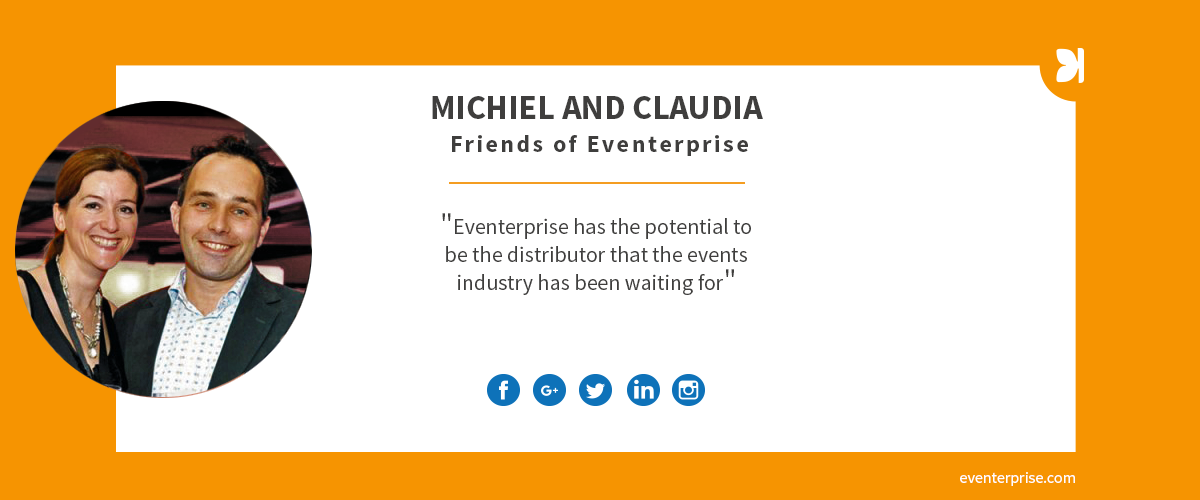 MICHIEL AND CLAUDIA
Friends of Eventerprise
"Eventerprise has the potential to
be the distributor that the events
industry has been waiting for"
f G+ in
eventerprise.com